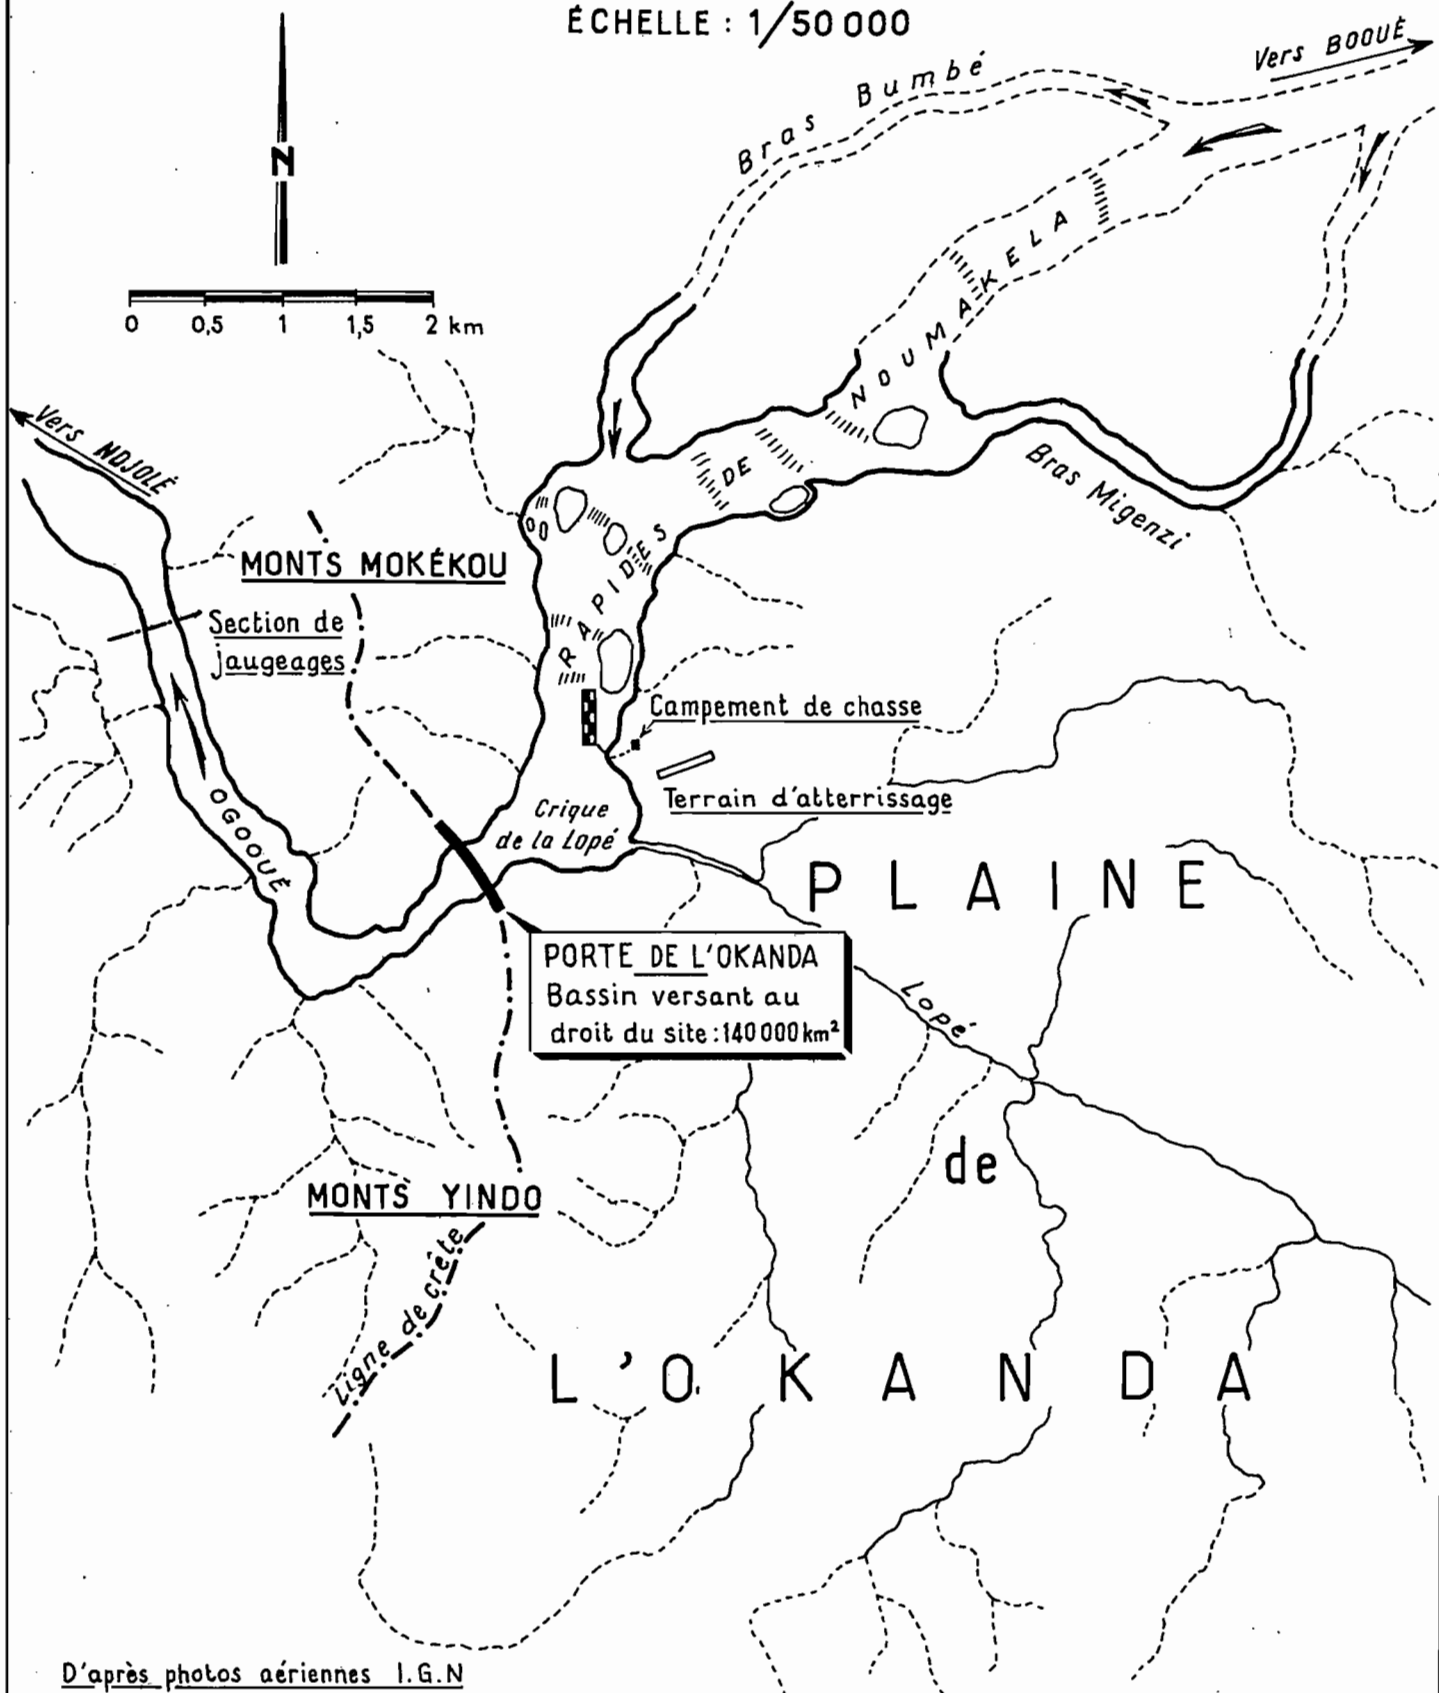 ÉCHELLE : 1/50 000
Vers BOOUÉ
Bras Bumbé
N
0 0,5 1 1,5 2 km
RAPIDES DE NDUMAKELA
Vers NDJOLÉ
Bras Migenzi
MONTS MOKÉKOU
Section de
jaugeages
Campement de chasse
Terrain d'atterrissage
OGOOUÉ
Crique
de la Lopé
PLAINE
PORTE DE L'OKANDA
Bassin versant au
droit du site : 140 000 km²
Lopé
de
MONTS YINDO
Ligne de crête
L'OKANDA
D'après photos aériennes I.G.N